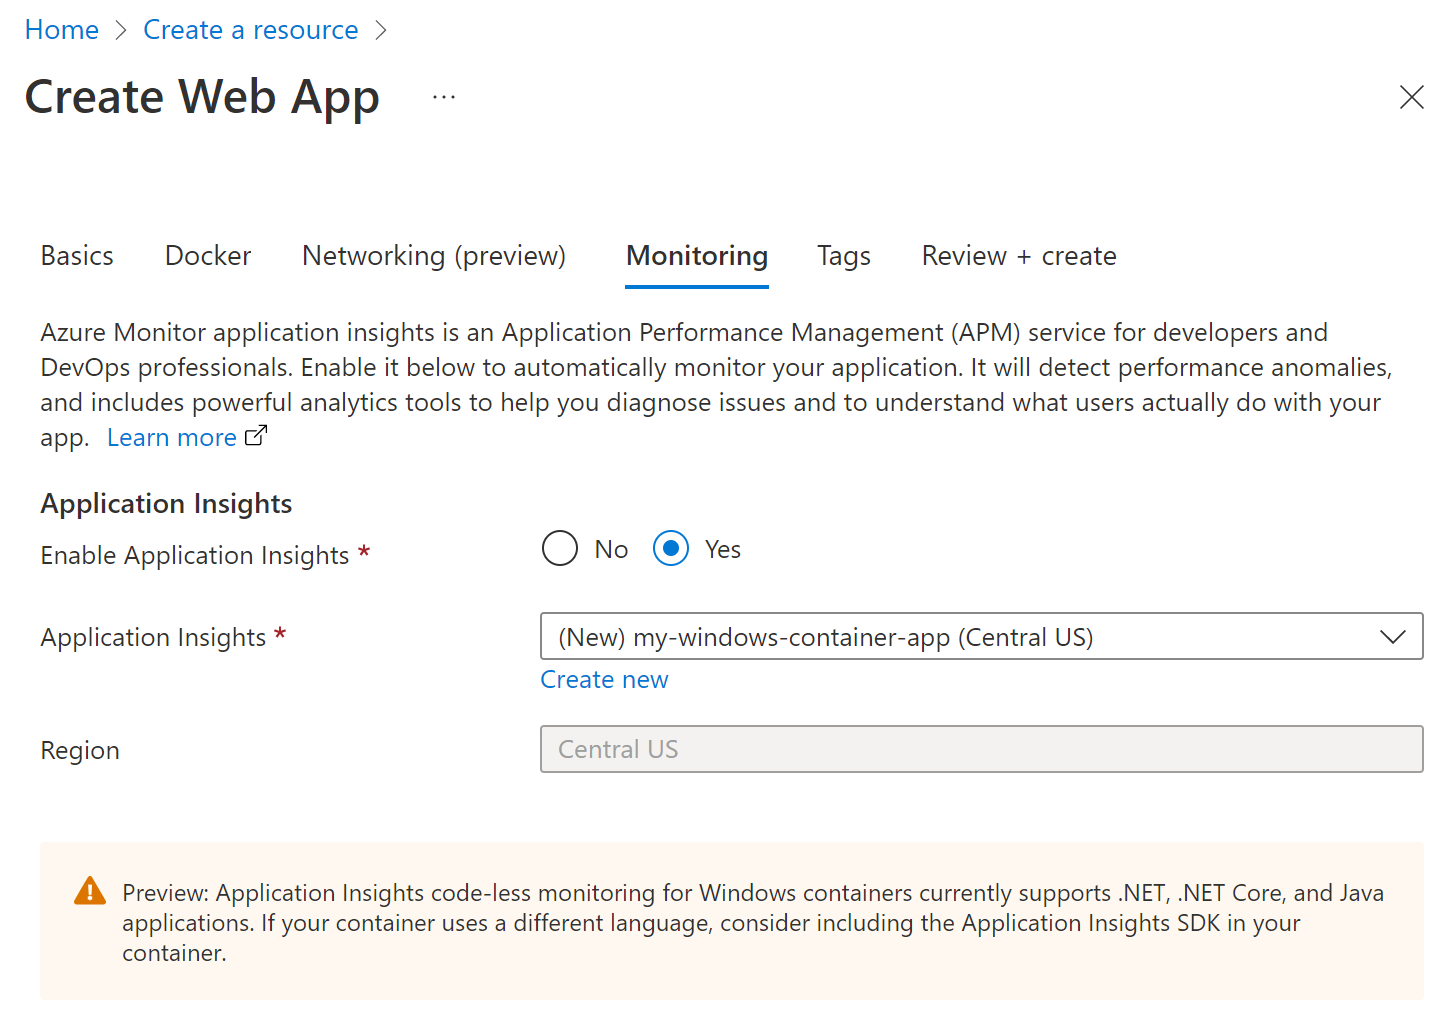 Home > Create a resource >
Create Web App ...
Basics Docker Networking (preview) Monitoring Tags Review + create
Azure Monitor application insights is an Application Performance Management (APM) service for developers and
DevOps professionals. Enable it below to automatically monitor your application. It will detect performance anomalies,
and includes powerful analytics tools to help you diagnose issues and to understand what users actually do with your
app. Learn more
Application Insights
Enable Application Insights * No Yes
Application Insights * (New) my-windows-container-app (Central US)
Create new
Region Central US
Preview: Application Insights code-less monitoring for Windows containers currently supports .NET, .NET Core, and Java
applications. If your container uses a different language, consider including the Application Insights SDK in your
container.